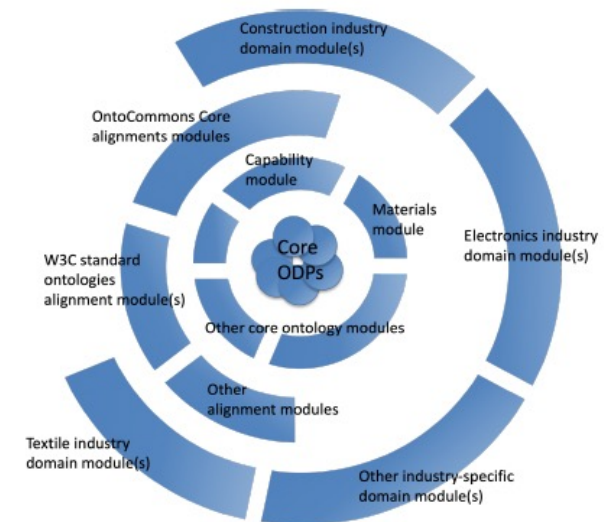 Construction industry
domain module(s)
OntoCommons Core
alignments modules
Capability
module
Materials
module
Electronics industry
domain module(s)
W3C standard
ontologies
alignment module(s)
Core
ODPs
Other core ontology modules
Other
alignment modules
Textile industry
domain module(s)
Other industry-specific
domain module(s)